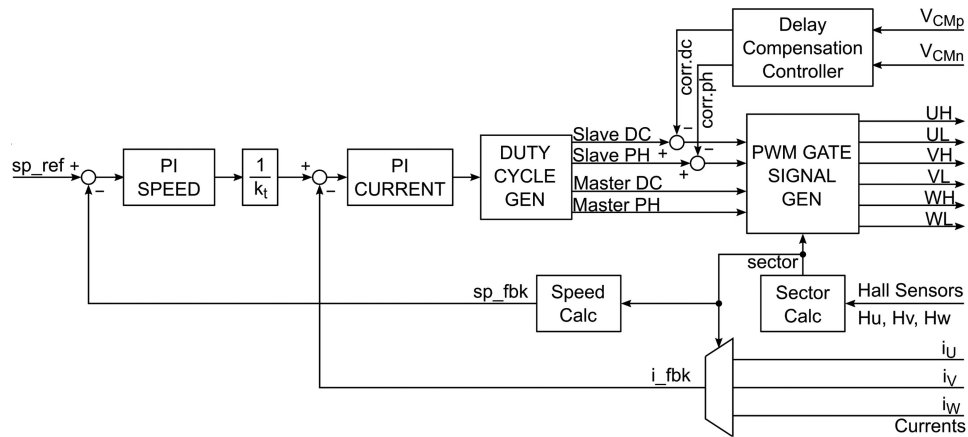 Delay
Compensation
Controller
V_CMp
V_CMn
corr.dc
corr.ph
sp_ref
+
−
PI
SPEED
1
k_t
+
−
PI
CURRENT
DUTY
CYCLE
GEN
Slave DC
Slave PH
Master DC
Master PH
+
−
+
−
PWM GATE
SIGNAL
GEN
UH
UL
VH
VL
WH
WL
sector
sp_fbk
Speed
Calc
Sector
Calc
Hall Sensors
Hu, Hv, Hw
i_fbk
i_U
i_V
i_W
Currents